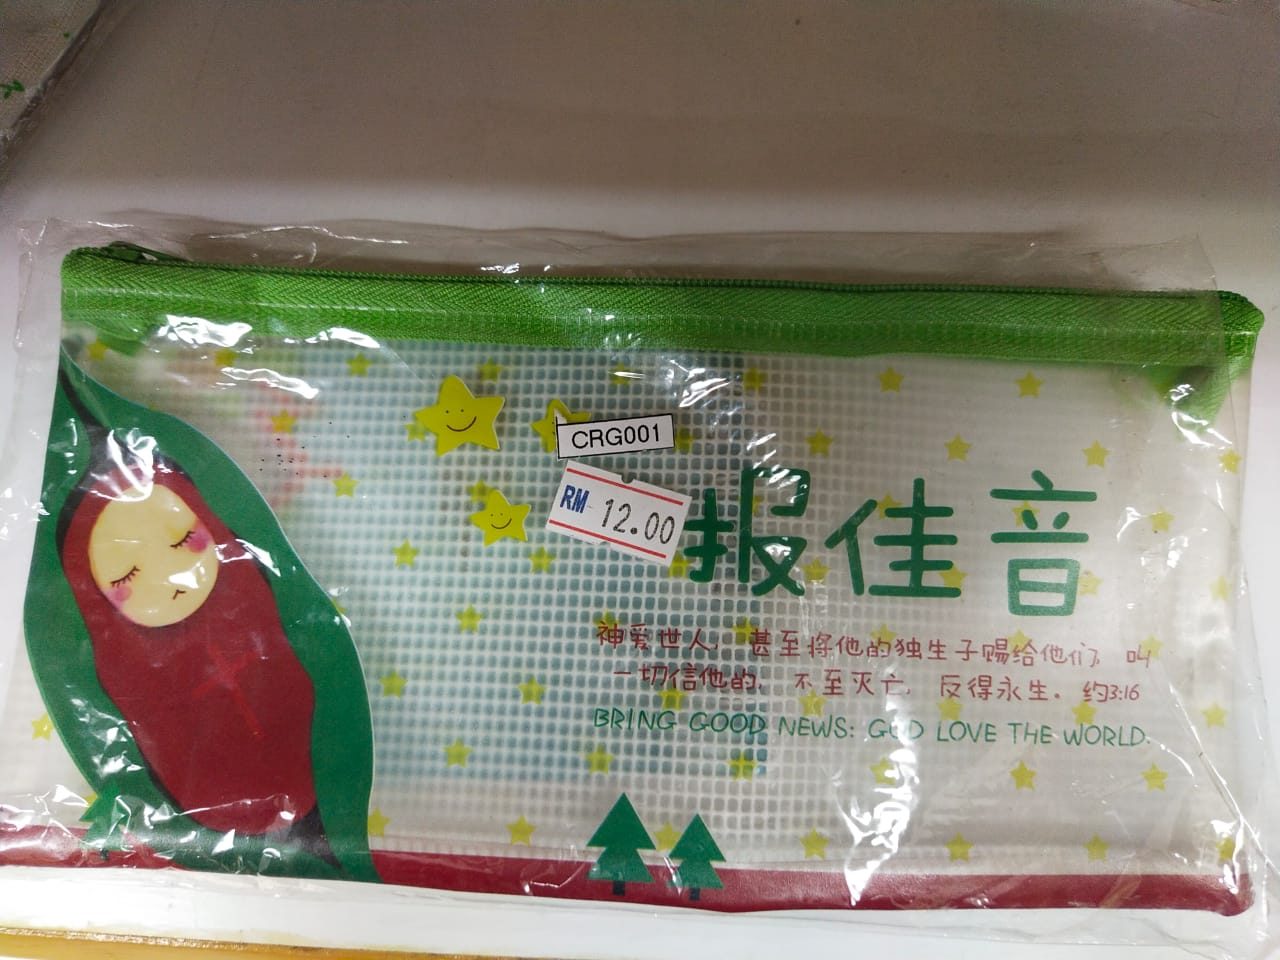 CRG001
RM 12.00
报佳音
神爱世人, 甚至将他的独生子赐给他们, 叫
一切信他的, 不至灭亡, 反得永生. 约3:16
BRING GOOD NEWS: GOD LOVE THE WORLD.